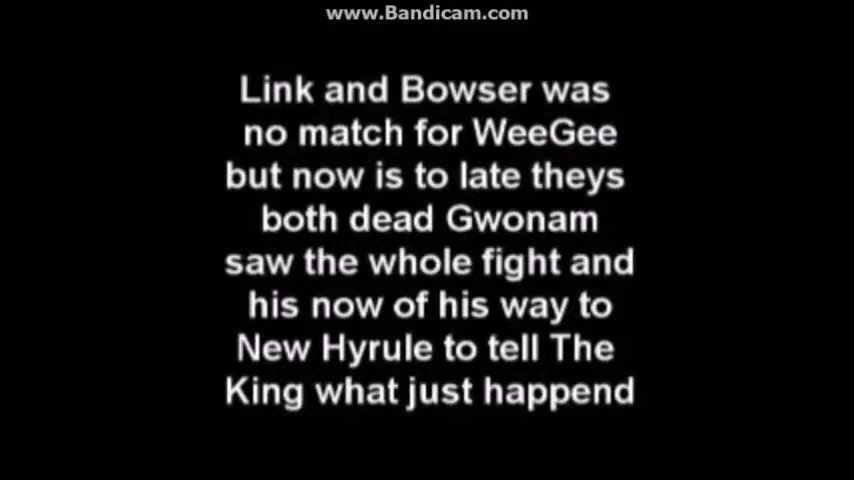 www.Bandicam.com
Link and Bowser was
no match for WeeGee
but now is to late theys
both dead Gwonam
saw the whole fight and
his now of his way to
New Hyrule to tell The
King what just happend